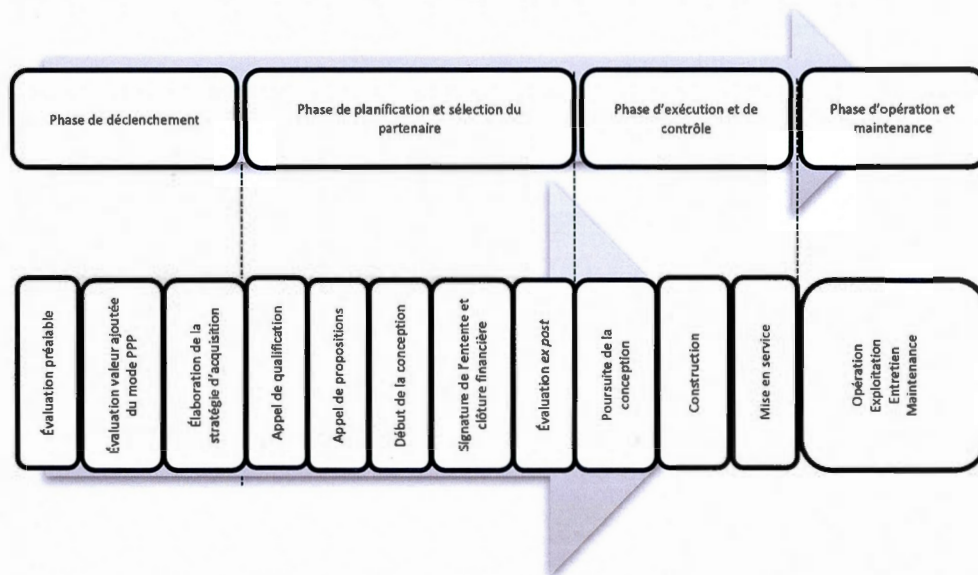 Phase de déclenchement
Phase de planification et sélection du
partenaire
Phase d'exécution et de
contrôle
Phase d'opération et
maintenance
Évaluation préalable
Évaluation valeur ajoutée
du mode PPP
Élaboration de la
stratégie d'acquisition
Appel de qualification
Appel de propositions
Début de la conception
Signature de l'entente et
clôture financière
Évaluation ex post
Poursuite de la
conception
Construction
Mise en service
Opération
Exploitation
Entretien
Maintenance